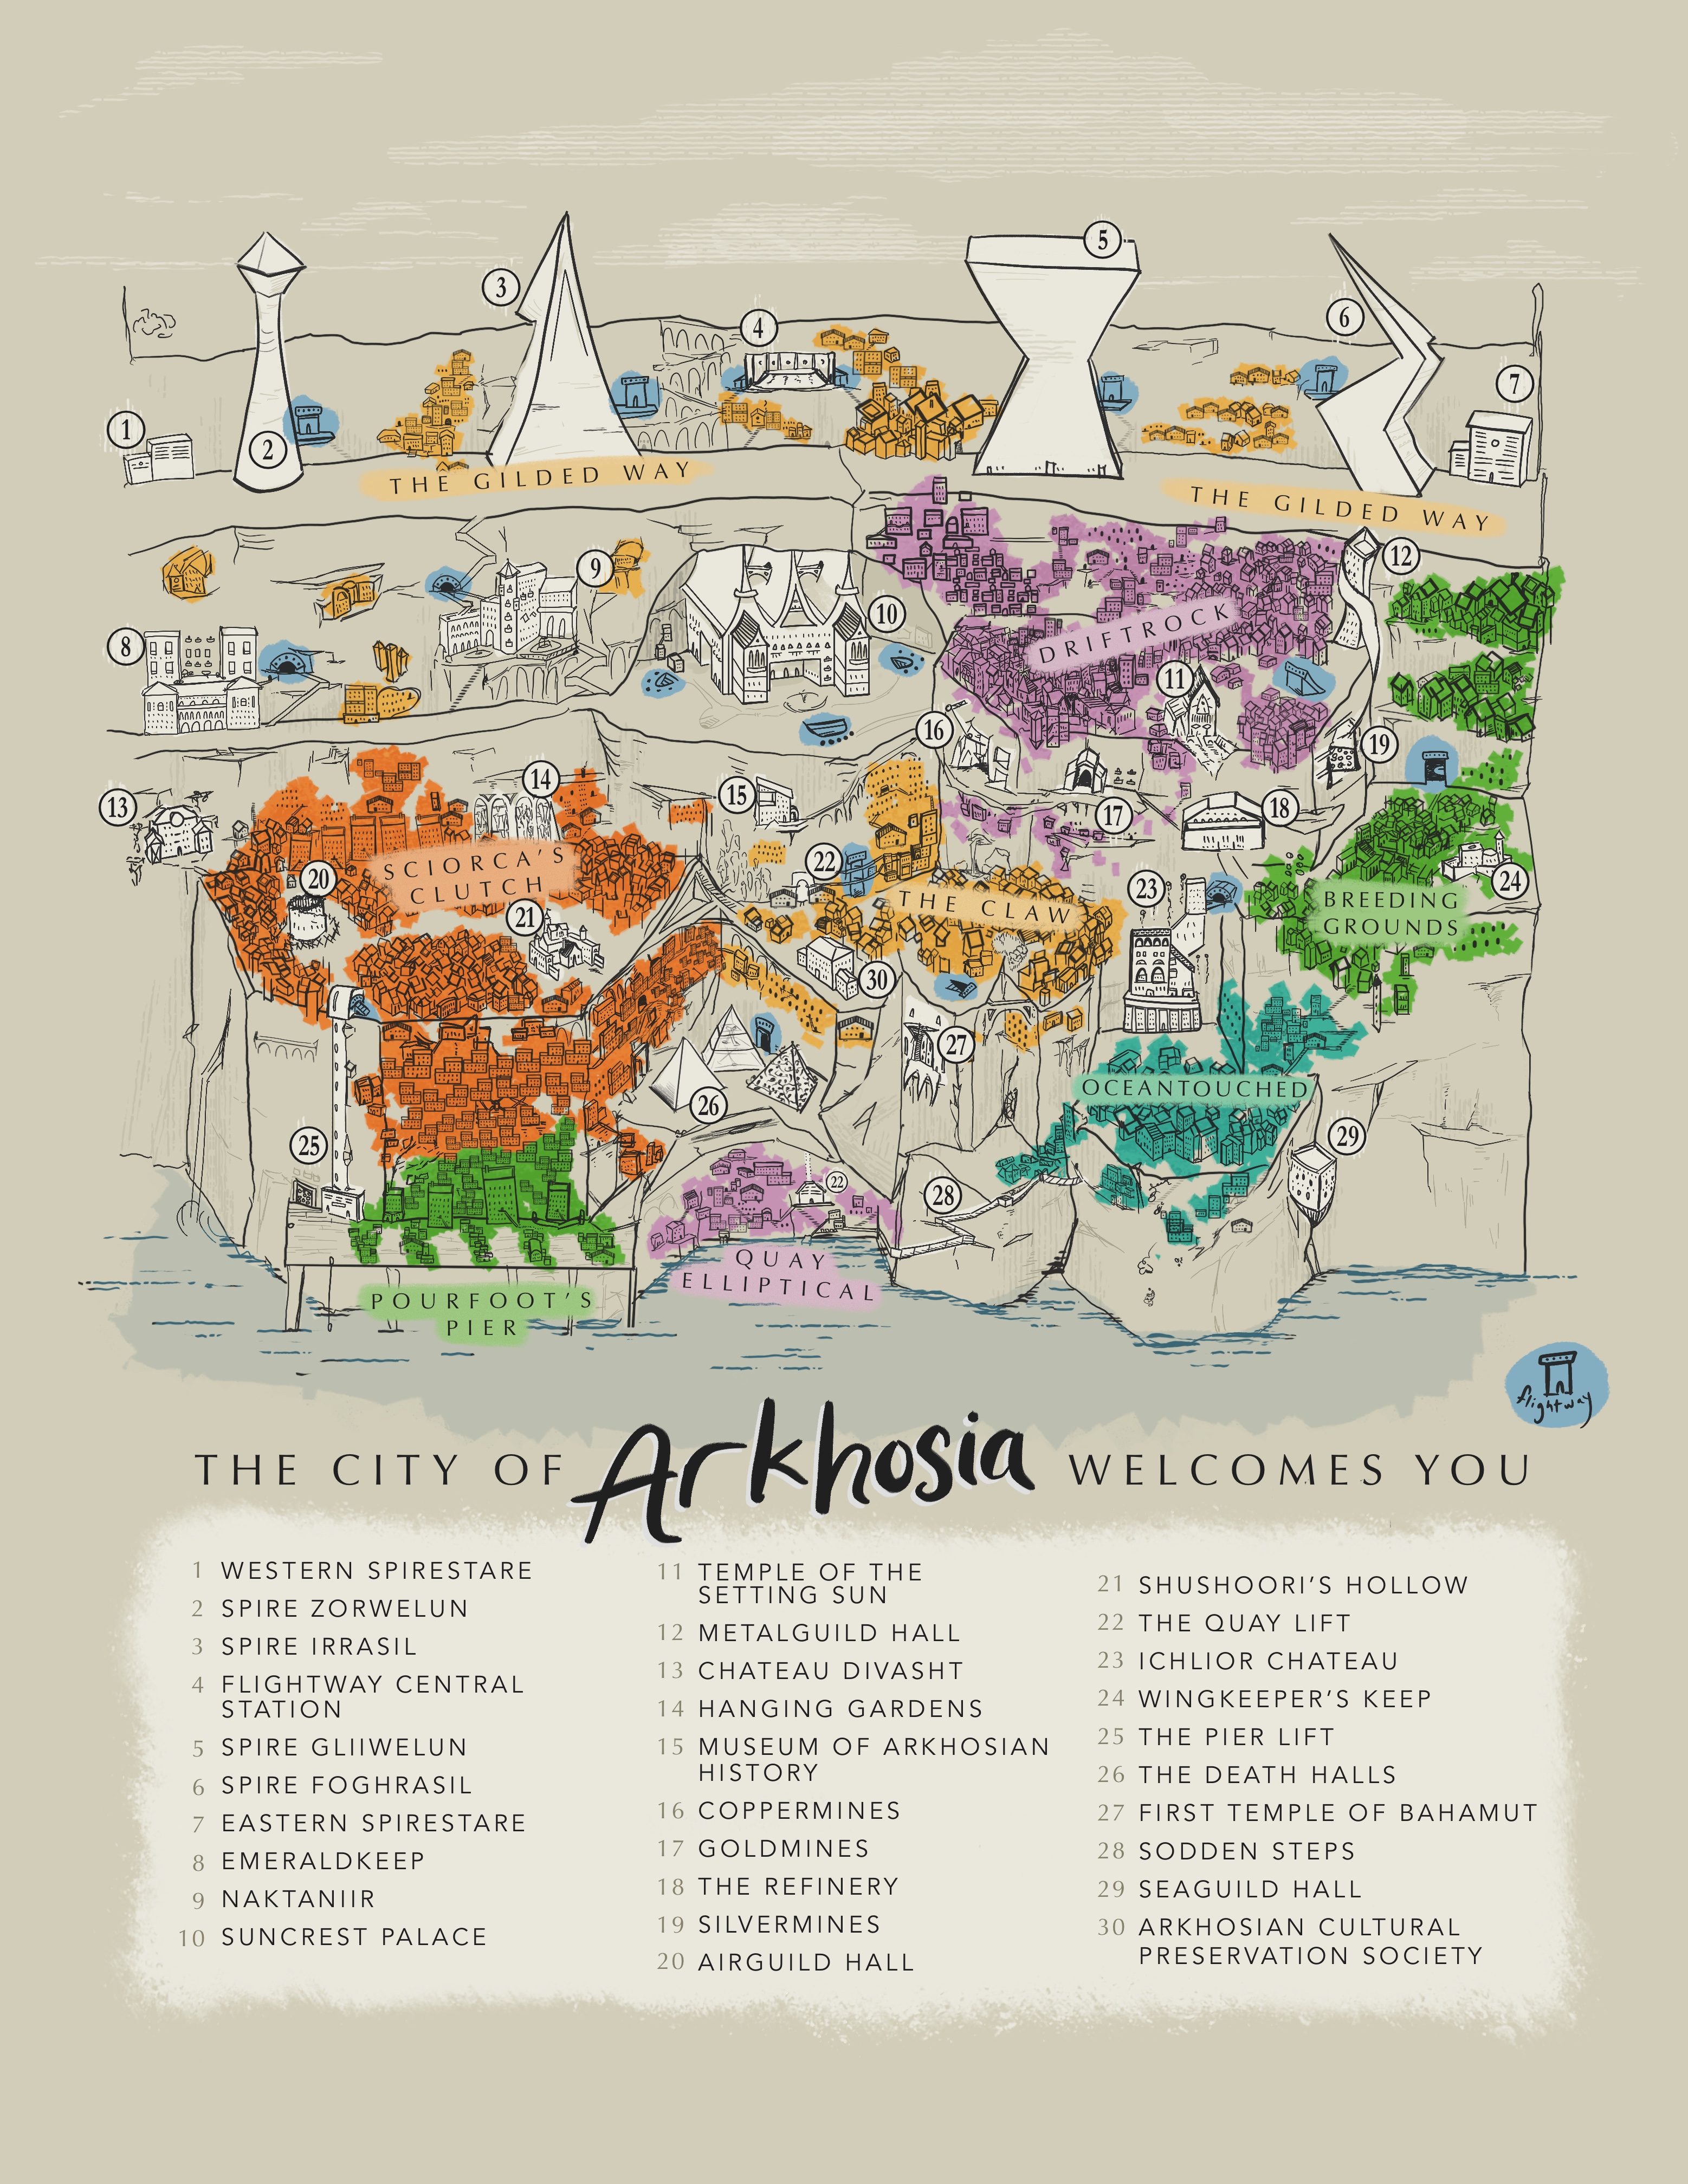 1
2
3
4
5
6
7
THE GILDED WAY
THE GILDED WAY
8
9
10
11
12
DRIFTROCK
13
14
15
16
17
18
19
SCIORCA'S
CLUTCH
20
21
22
THE CLAW
23
24
BREEDING
GROUNDS
30
25
26
27
OCEANTOUCHED
29
22
28
QUAY
ELLIPTICAL
POURFOOT'S
PIER
flightway
THE CITY OF Arkhosia WELCOMES YOU
1 WESTERN SPIRESTARE
2 SPIRE ZORWELUN
3 SPIRE IRRASIL
4 FLIGHTWAY CENTRAL
STATION
5 SPIRE GLIIWELUN
6 SPIRE FOGHRASIL
7 EASTERN SPIRESTARE
8 EMERALDKEEP
9 NAKTANIIR
10 SUNCREST PALACE
11 TEMPLE OF THE
SETTING SUN
12 METALGUILD HALL
13 CHATEAU DIVASHT
14 HANGING GARDENS
15 MUSEUM OF ARKHOSIAN
HISTORY
16 COPPERMINES
17 GOLDMINES
18 THE REFINERY
19 SILVERMINES
20 AIRGUILD HALL
21 SHUSHOORI'S HOLLOW
22 THE QUAY LIFT
23 ICHLIOR CHATEAU
24 WINGKEEPER'S KEEP
25 THE PIER LIFT
26 THE DEATH HALLS
27 FIRST TEMPLE OF BAHAMUT
28 SODDEN STEPS
29 SEAGUILD HALL
30 ARKHOSIAN CULTURAL
PRESERVATION SOCIETY